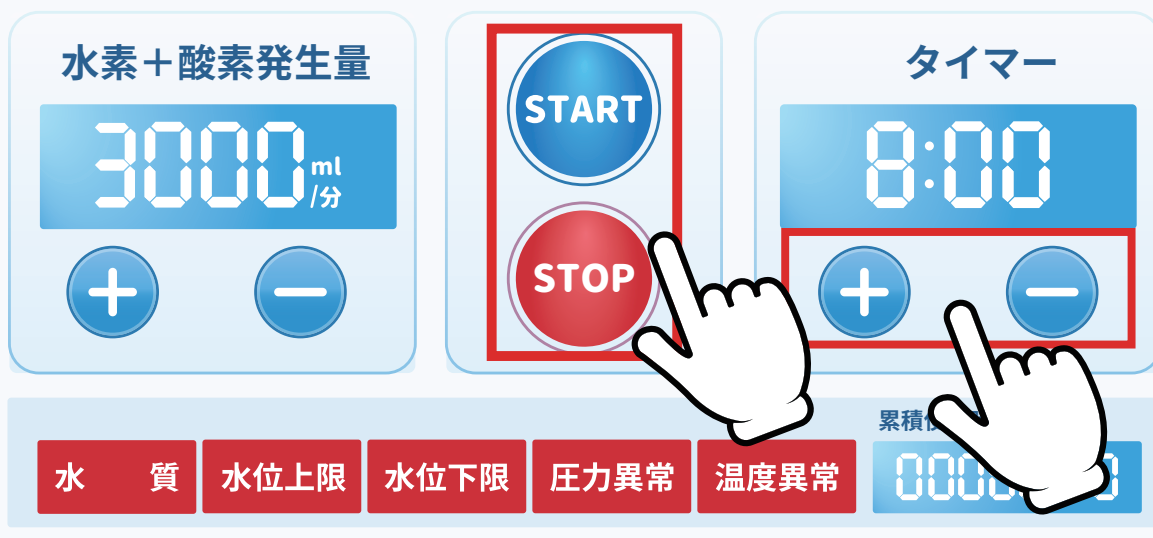 水素＋酸素発生量
3000
ml
/分
START
STOP
タイマー
8:00
水 質
水位上限
水位下限
圧力異常
温度異常
累積
000